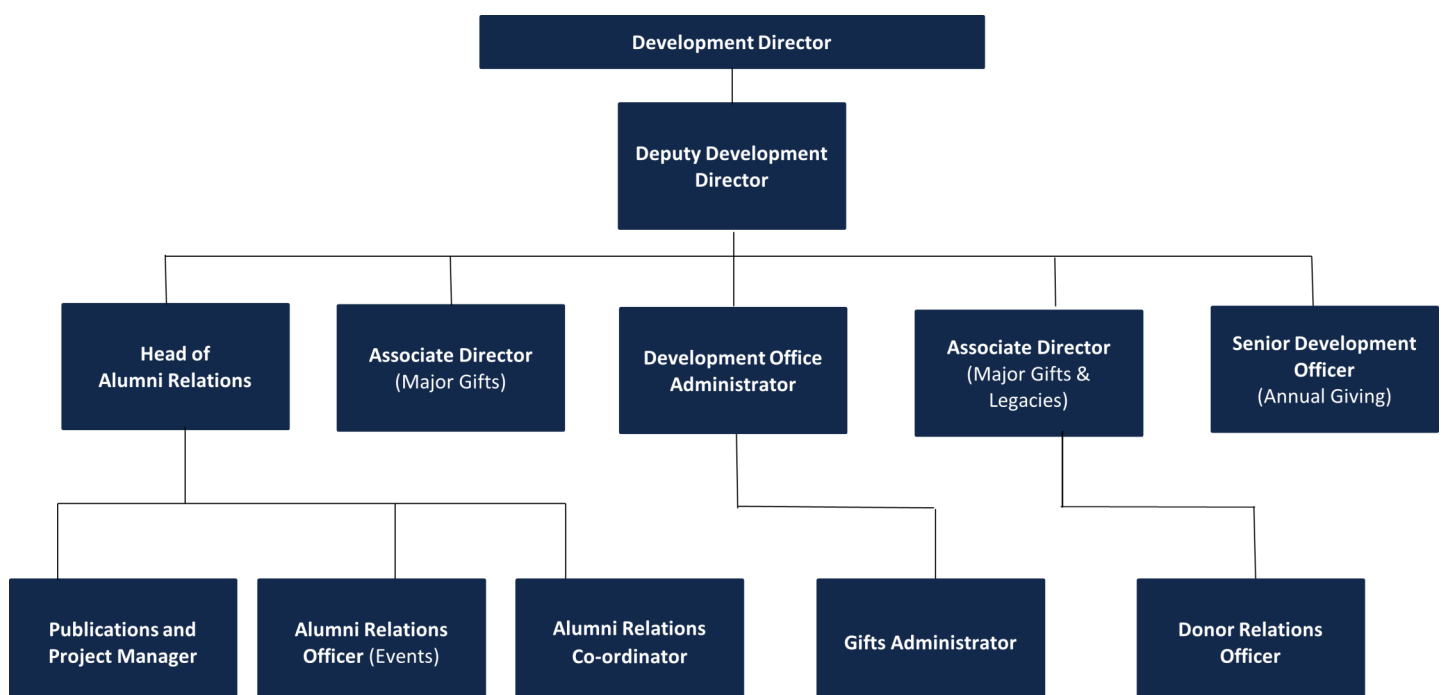 Development Director
Deputy Development
Director
Head of
Alumni Relations
Associate Director
(Major Gifts)
Development Office
Administrator
Associate Director
(Major Gifts &
Legacies)
Senior Development
Officer
(Annual Giving)
Publications and
Project Manager
Alumni Relations
Officer (Events)
Alumni Relations
Co-ordinator
Gifts Administrator
Donor Relations
Officer